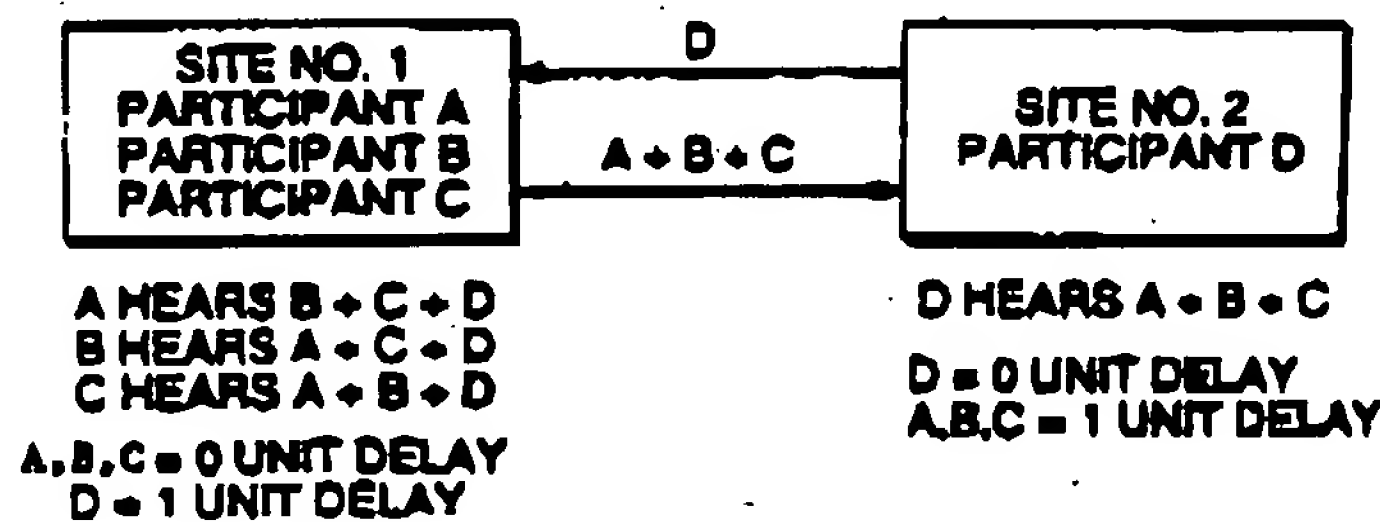 SITE NO. 1
PARTICIPANT A
PARTICIPANT B
PARTICIPANT C
D
A + B + C
SITE NO. 2
PARTICIPANT D
A HEARS B + C + D
B HEARS A + C + D
C HEARS A + B + D
A,B,C = 0 UNIT DELAY
D = 1 UNIT DELAY
D HEARS A + B + C
D = 0 UNIT DELAY
A,B,C = 1 UNIT DELAY